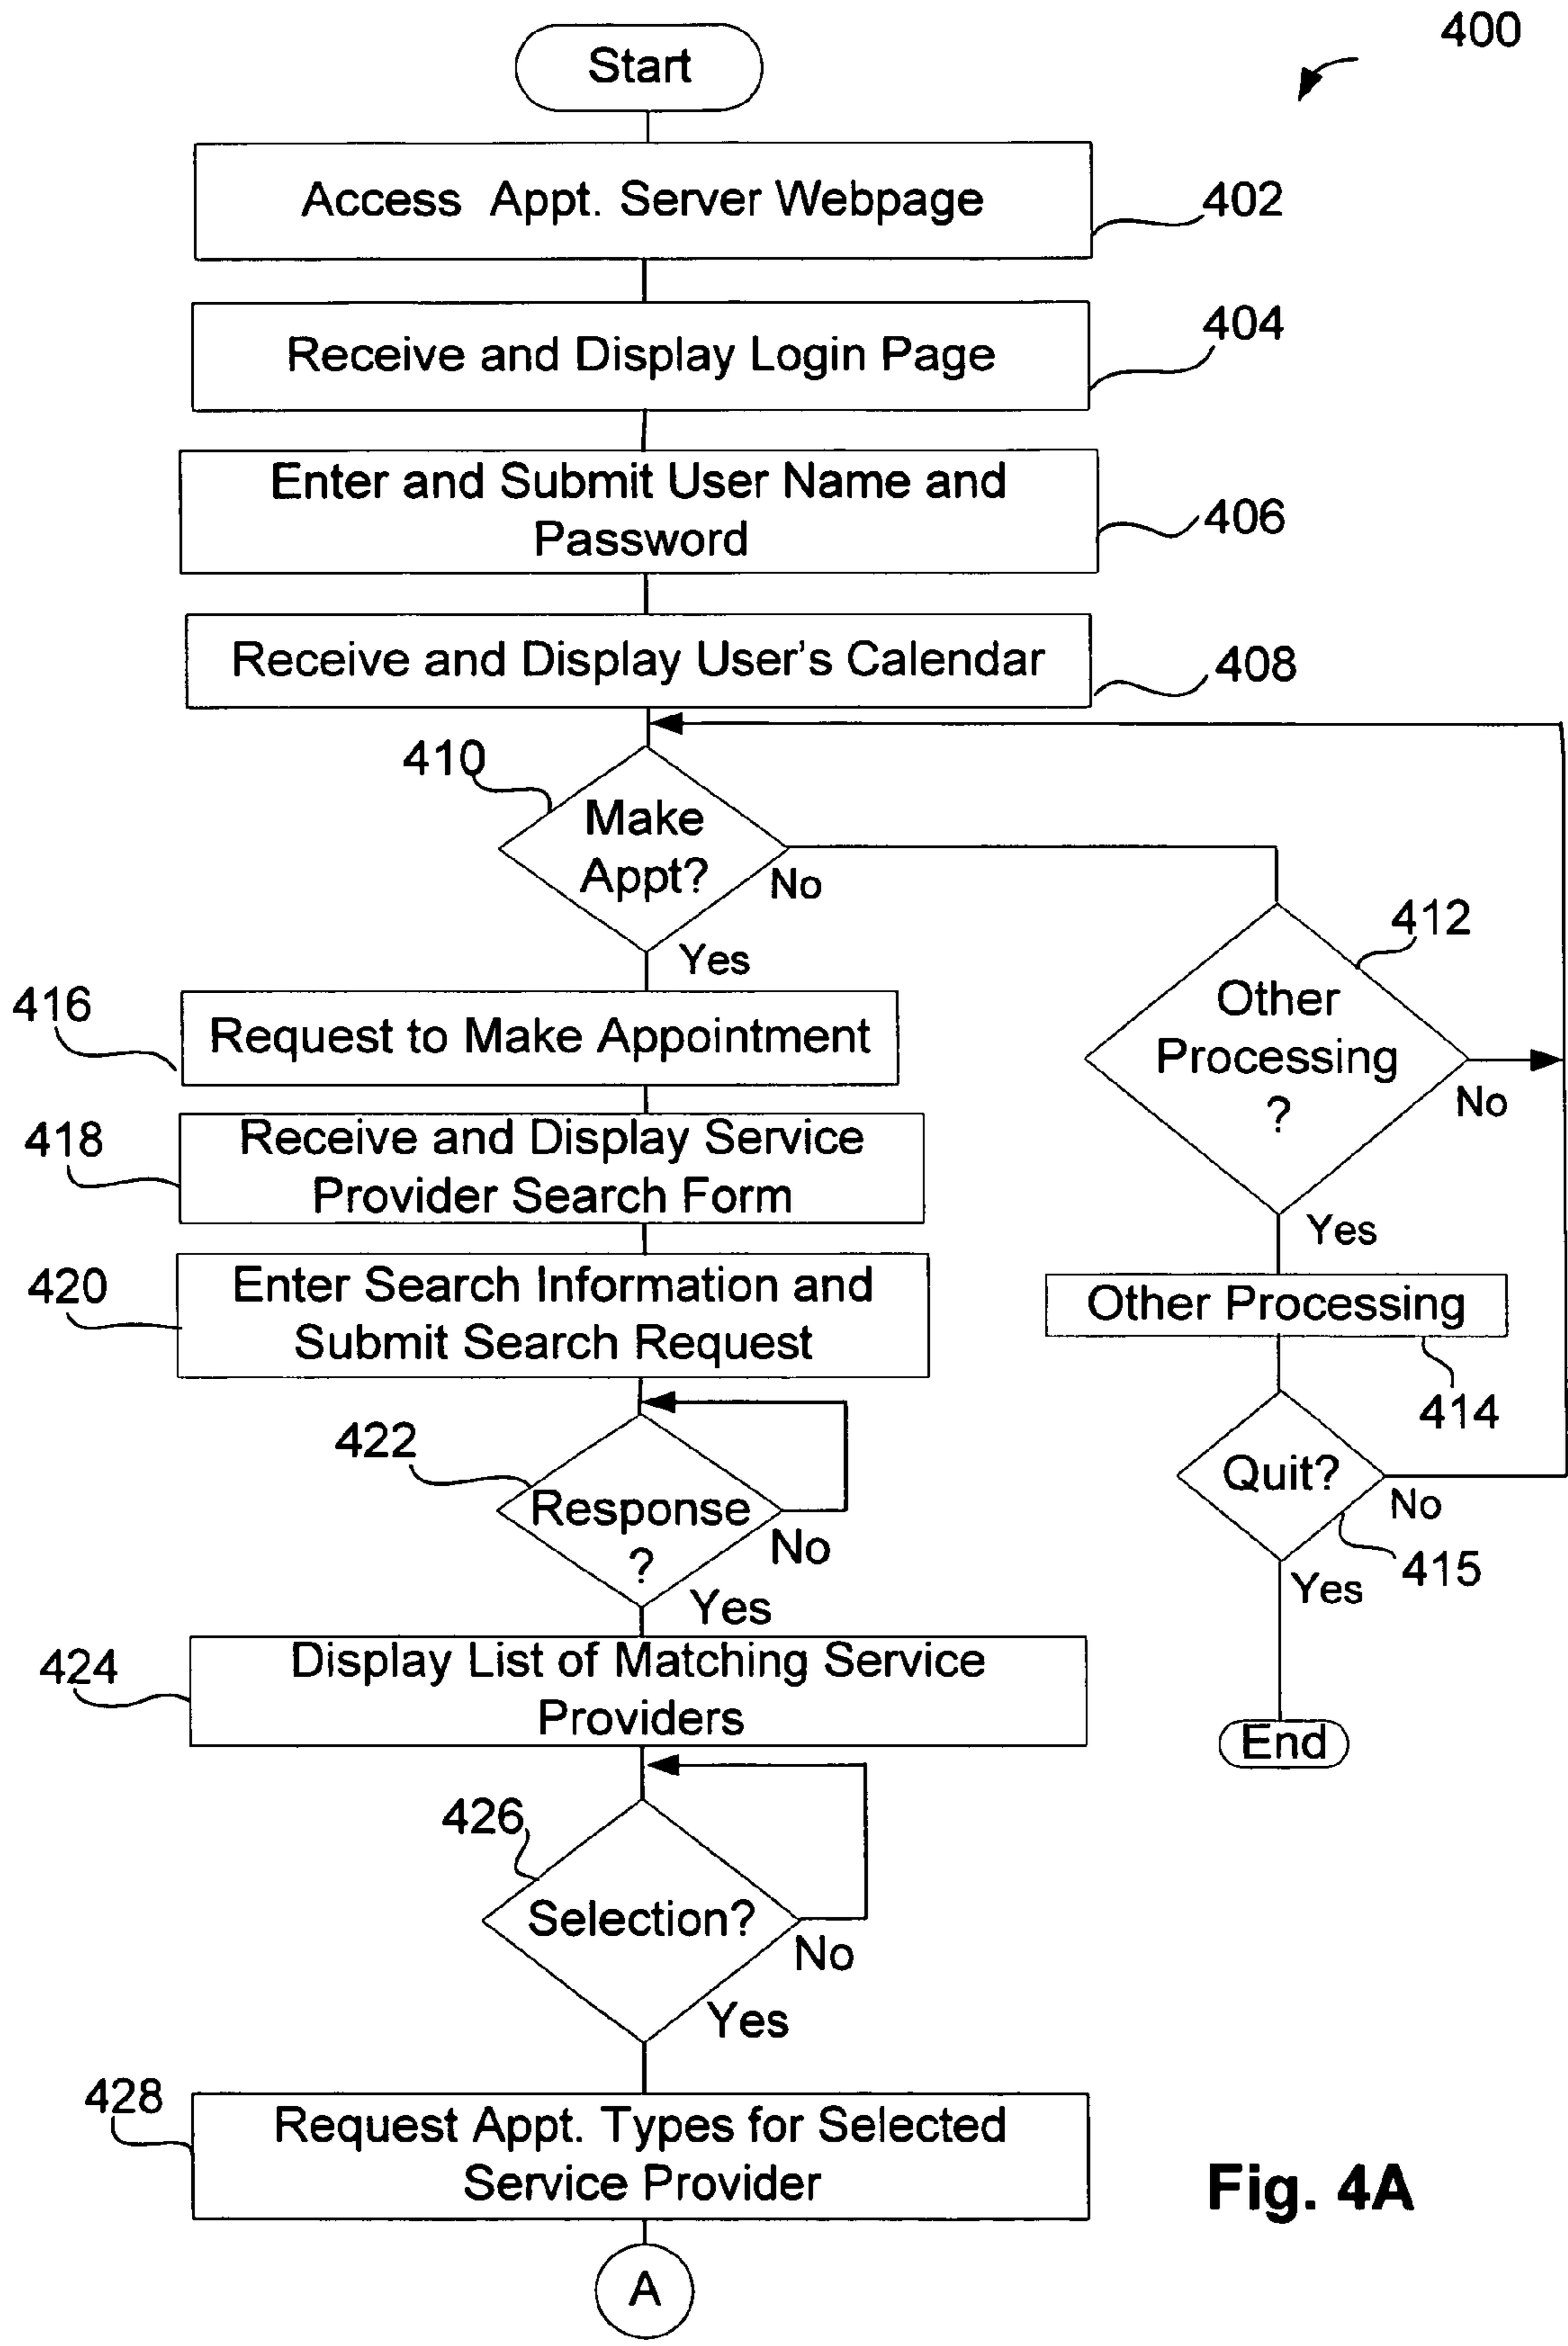 400
Start
Access Appt. Server Webpage
402
Receive and Display Login Page
404
Enter and Submit User Name and
Password
406
Receive and Display User's Calendar
408
410
Make
Appt?
No
Yes
412
Other
Processing
?
No
Yes
416
Request to Make Appointment
418
Receive and Display Service
Provider Search Form
420
Enter Search Information and
Submit Search Request
Other Processing
414
422
Response
?
No
Yes
Quit?
No
415
Yes
End
424
Display List of Matching Service
Providers
426
Selection?
No
Yes
428
Request Appt. Types for Selected
Service Provider
A
Fig. 4A